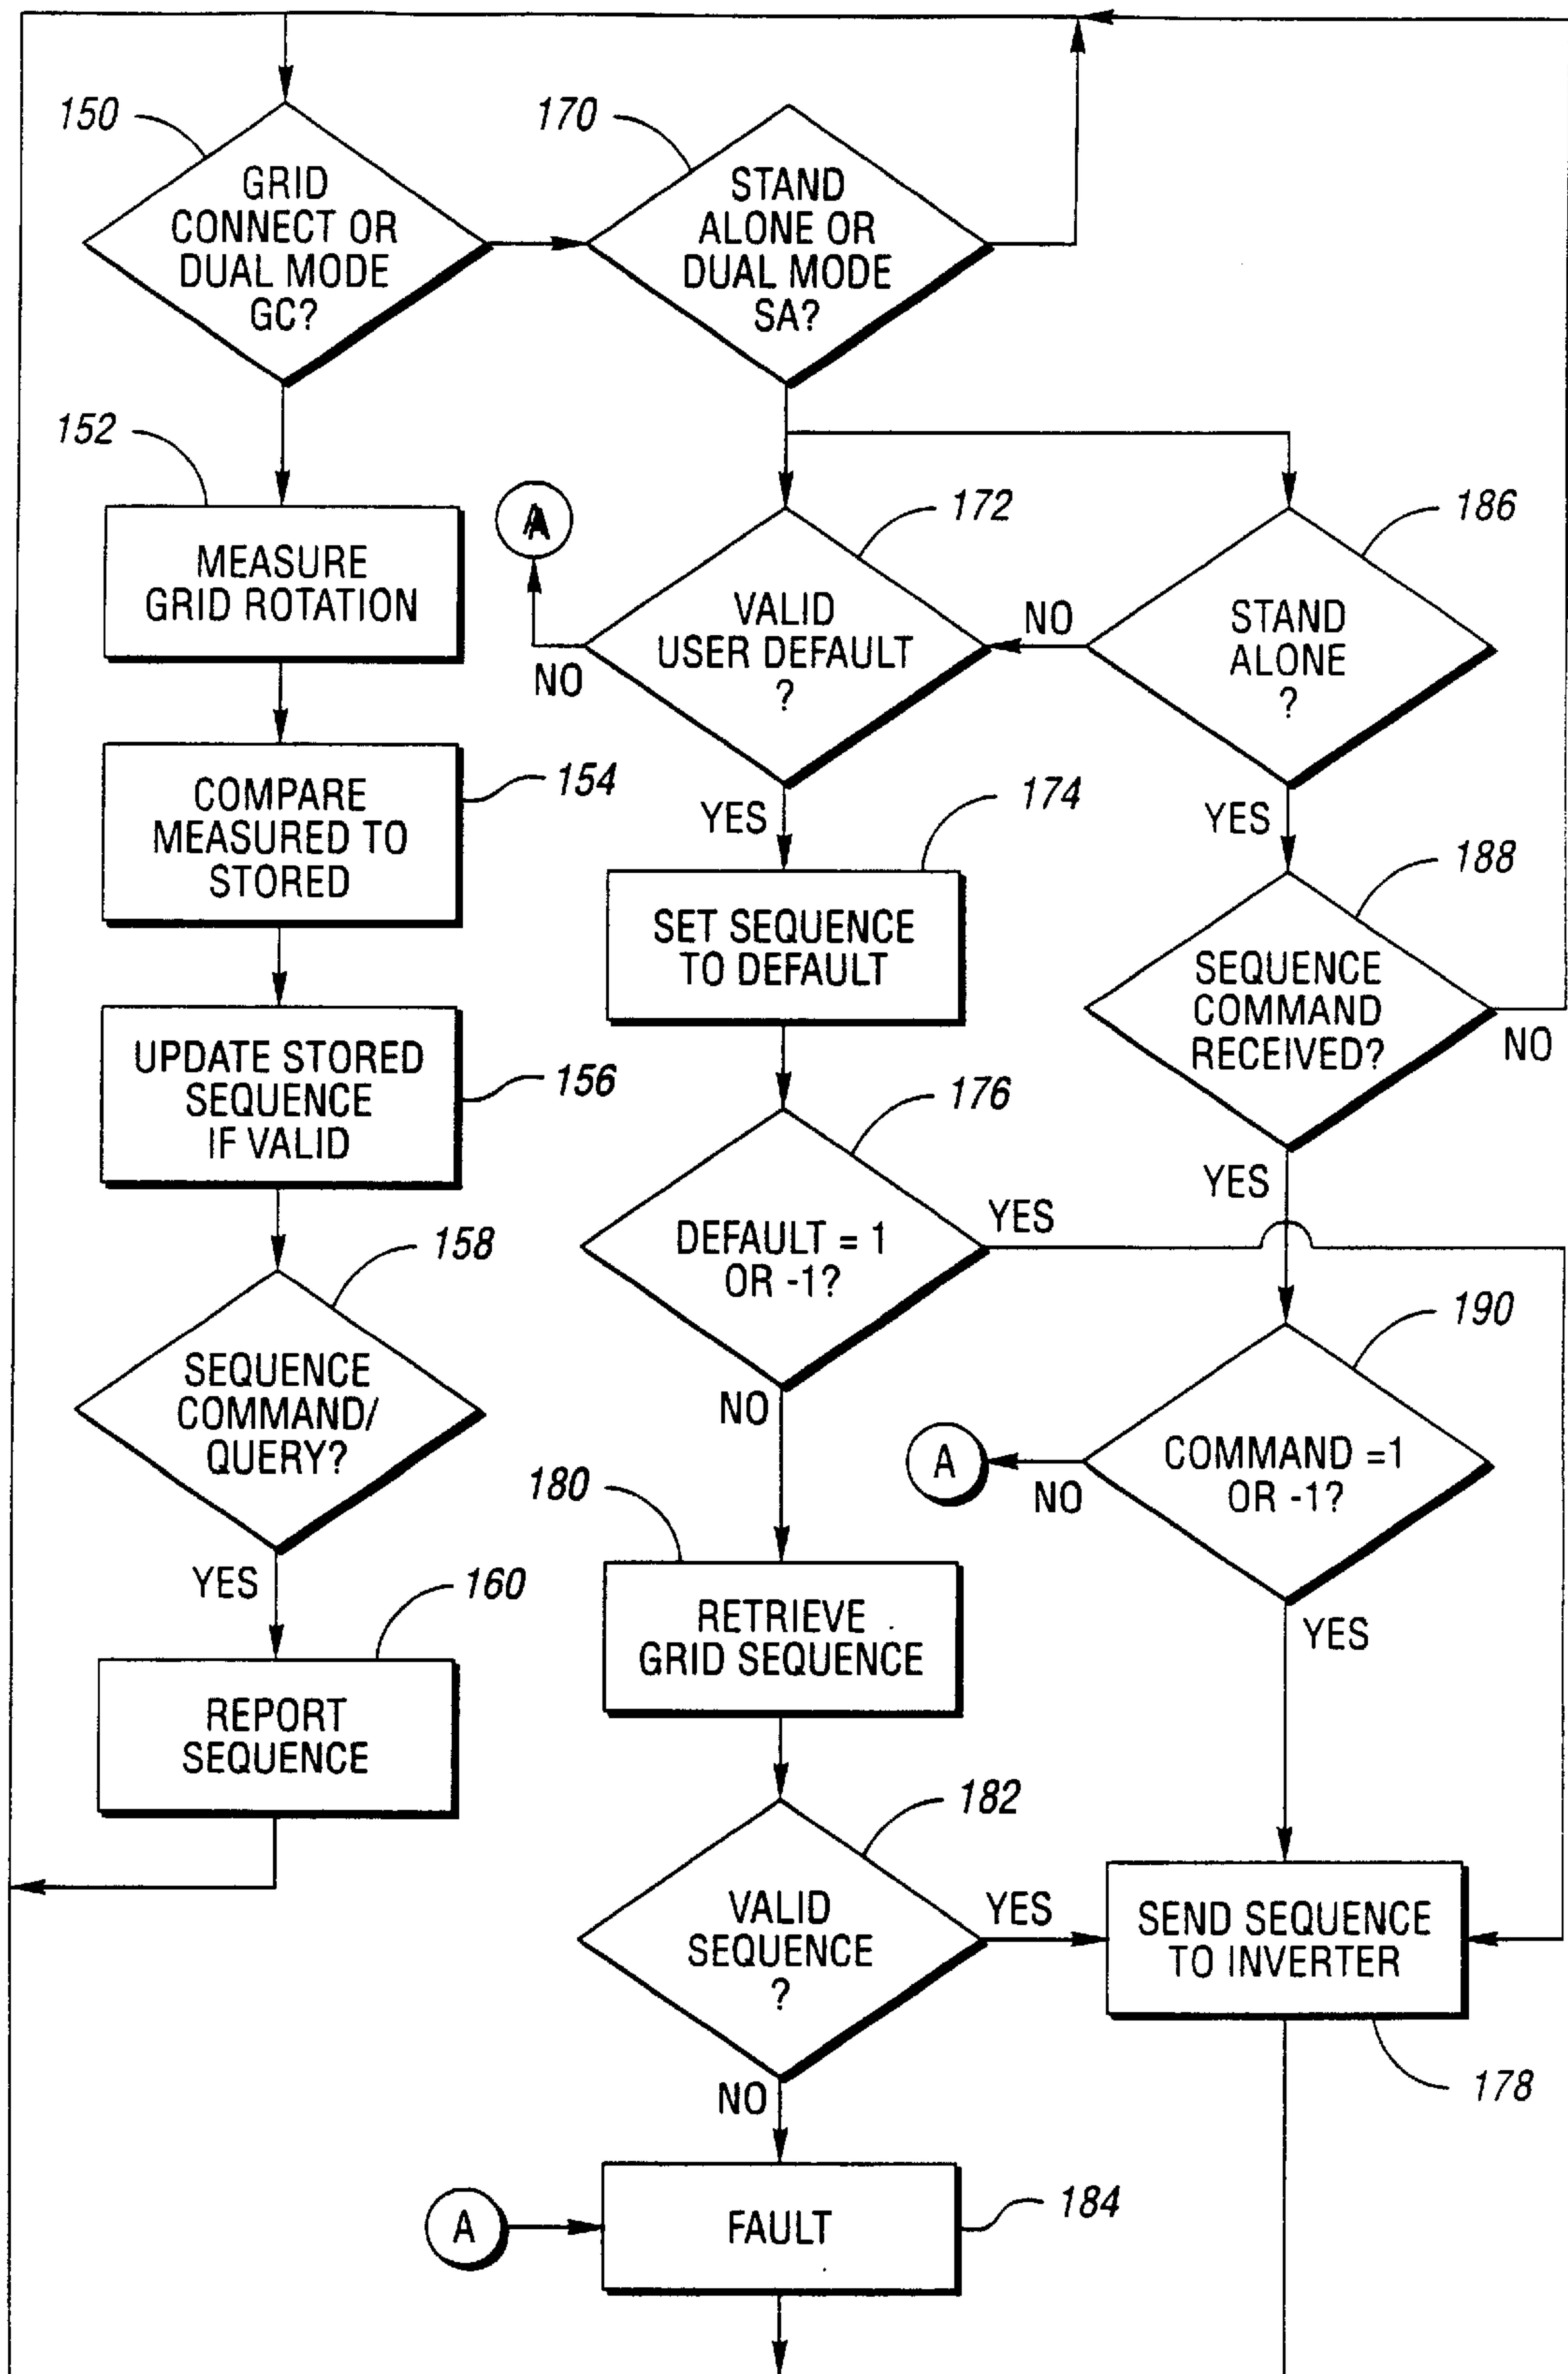 150
GRID
CONNECT OR
DUAL MODE
GC?
170
STAND
ALONE OR
DUAL MODE
SA?
152
MEASURE
GRID ROTATION
A
172
VALID
USER DEFAULT
?
NO
YES
186
STAND
ALONE
?
NO
YES
COMPARE
MEASURED TO
STORED
154
174
SET SEQUENCE
TO DEFAULT
188
SEQUENCE
COMMAND
RECEIVED?
NO
YES
UPDATE STORED
SEQUENCE
IF VALID
156
176
DEFAULT = 1
OR -1?
YES
NO
158
SEQUENCE
COMMAND/
QUERY?
YES
190
COMMAND =1
OR -1?
A
NO
YES
160
REPORT
SEQUENCE
180
RETRIEVE
GRID SEQUENCE
182
VALID
SEQUENCE
?
YES
NO
SEND SEQUENCE
TO INVERTER
178
A
FAULT
184